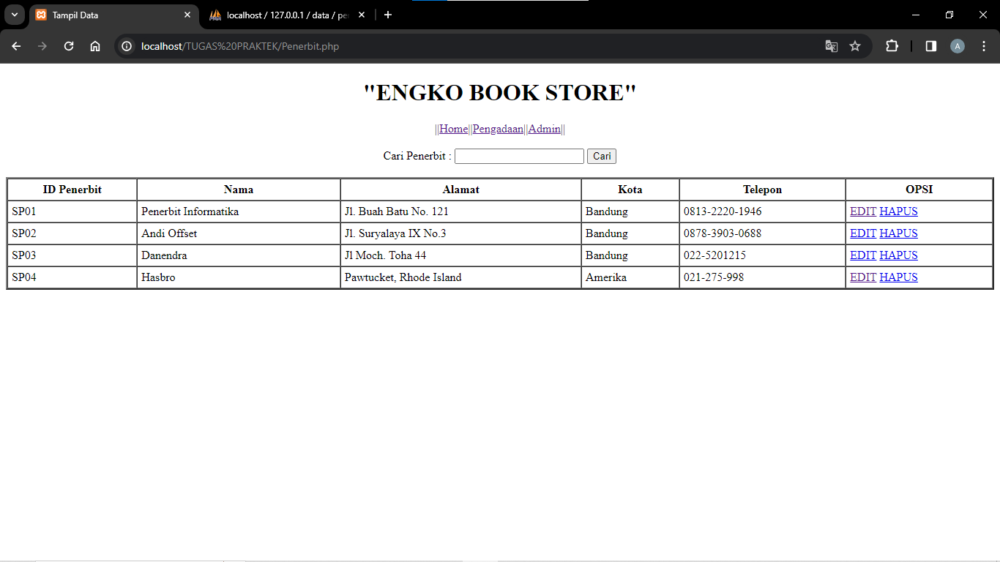 Tampil Data
localhost / 127.0.0.1 / data / pe
localhost/TUGAS%20PRAKTEK/Penerbit.php
A
"ENGKO BOOK STORE"
||Home||Pengadaan||Admin||
Cari Penerbit : Cari
ID Penerbit Nama Alamat Kota Telepon OPSI
SP01 Penerbit Informatika Jl. Buah Batu No. 121 Bandung 0813-2220-1946 EDIT HAPUS
SP02 Andi Offset Jl. Suryalaya IX No.3 Bandung 0878-3903-0688 EDIT HAPUS
SP03 Danendra Jl Moch. Toha 44 Bandung 022-5201215 EDIT HAPUS
SP04 Hasbro Pawtucket, Rhode Island Amerika 021-275-998 EDIT HAPUS